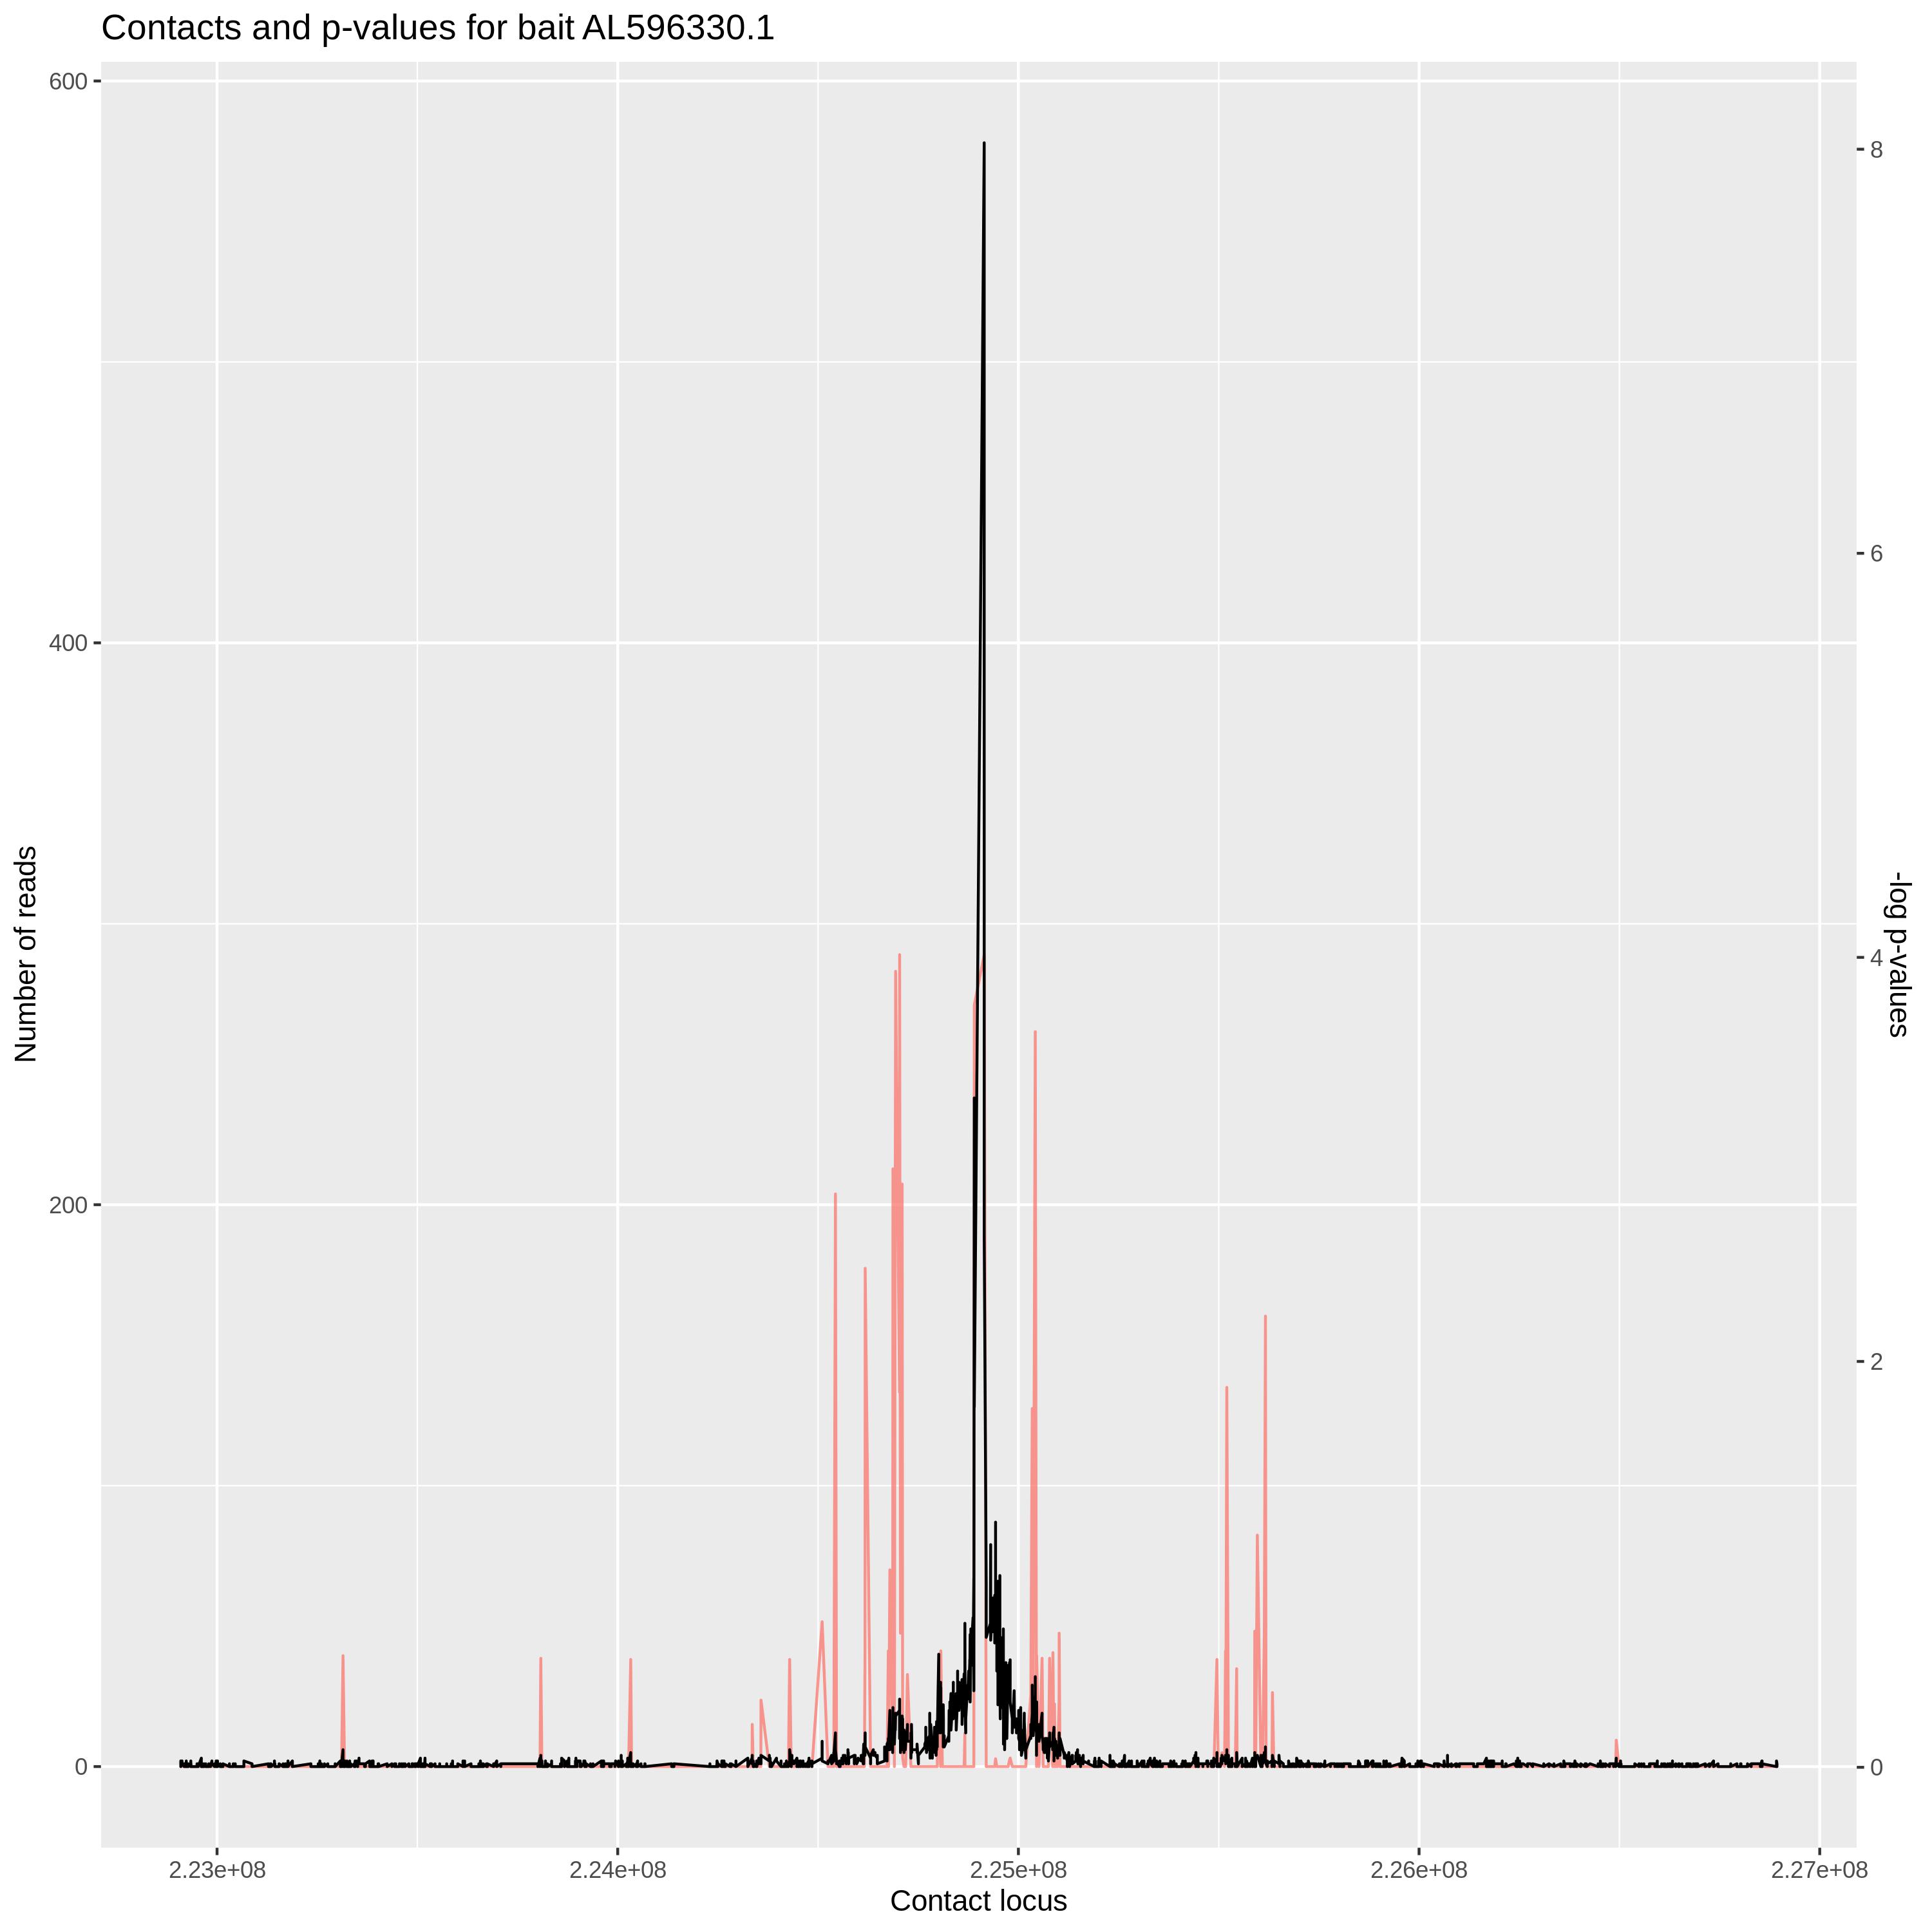 Contacts and p-values for bait AL596330.1
600
400
200
0
Number of reads
8
6
4
2
0
-log p-values
2.23e+08 2.24e+08 2.25e+08 2.26e+08 2.27e+08
Contact locus